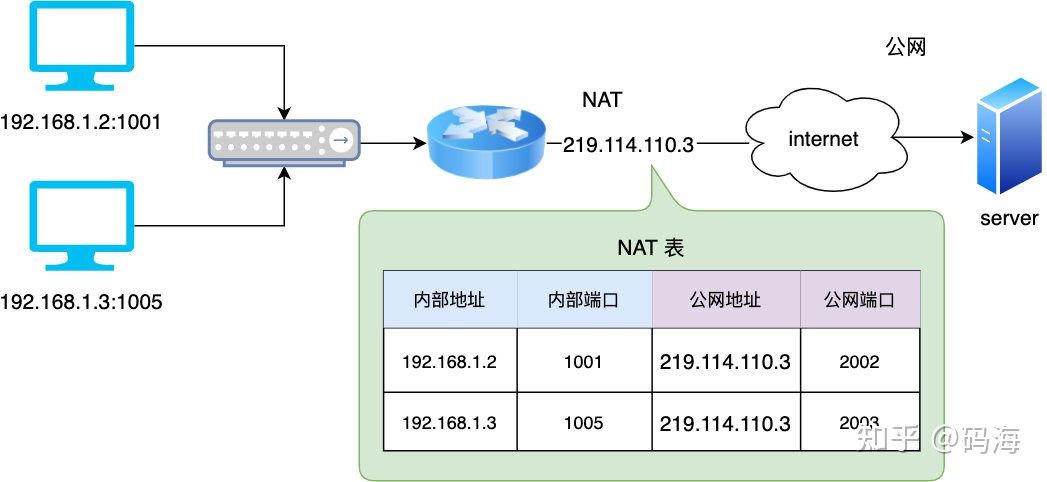 公网
NAT
192.168.1.2:1001
219.114.110.3
internet
server
192.168.1.3:1005
NAT 表
内部地址 内部端口 公网地址 公网端口
192.168.1.2 1001 219.114.110.3 2002
192.168.1.3 1005 219.114.110.3 2003
知乎 @码海